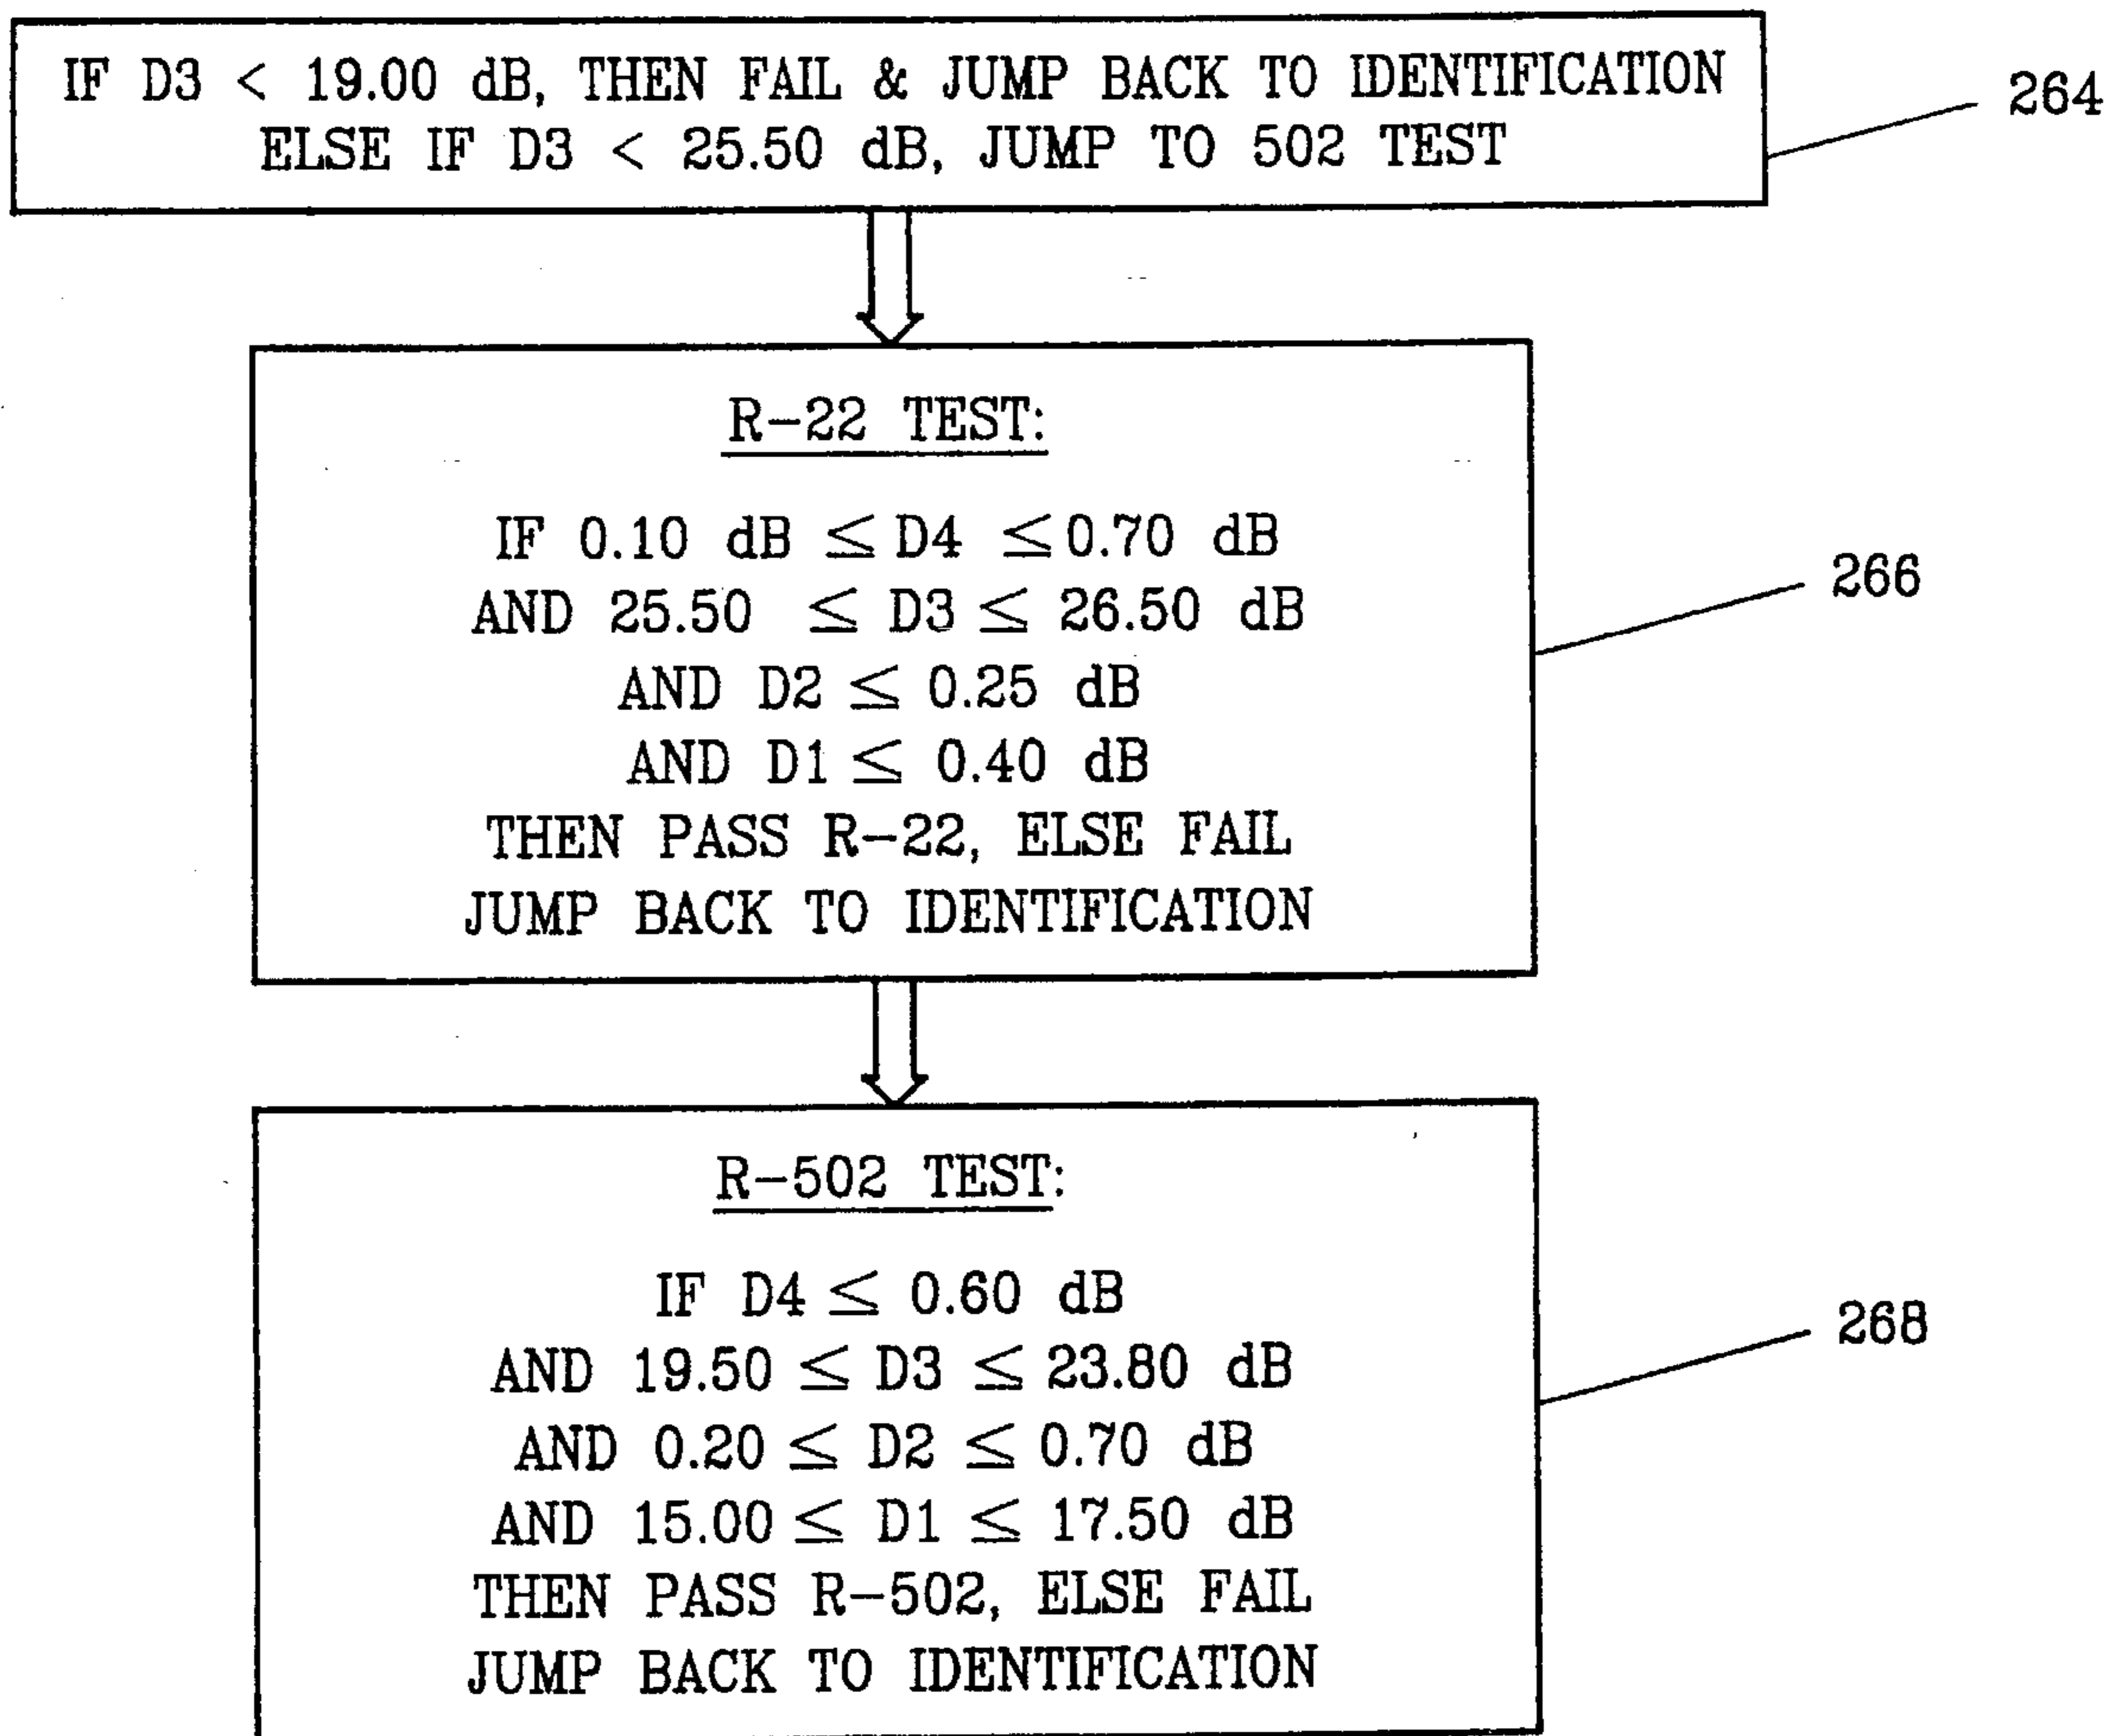 IF D3 < 19.00 dB, THEN FAIL & JUMP BACK TO IDENTIFICATION
ELSE IF D3 < 25.50 dB, JUMP TO 502 TEST
264
R-22 TEST:
IF 0.10 dB ≤ D4 ≤ 0.70 dB
AND 25.50 ≤ D3 ≤ 26.50 dB
AND D2 ≤ 0.25 dB
AND D1 ≤ 0.40 dB
THEN PASS R-22, ELSE FAIL
JUMP BACK TO IDENTIFICATION
266
R-502 TEST:
IF D4 ≤ 0.60 dB
AND 19.50 ≤ D3 ≤ 23.80 dB
AND 0.20 ≤ D2 ≤ 0.70 dB
AND 15.00 ≤ D1 ≤ 17.50 dB
THEN PASS R-502, ELSE FAIL
JUMP BACK TO IDENTIFICATION
268